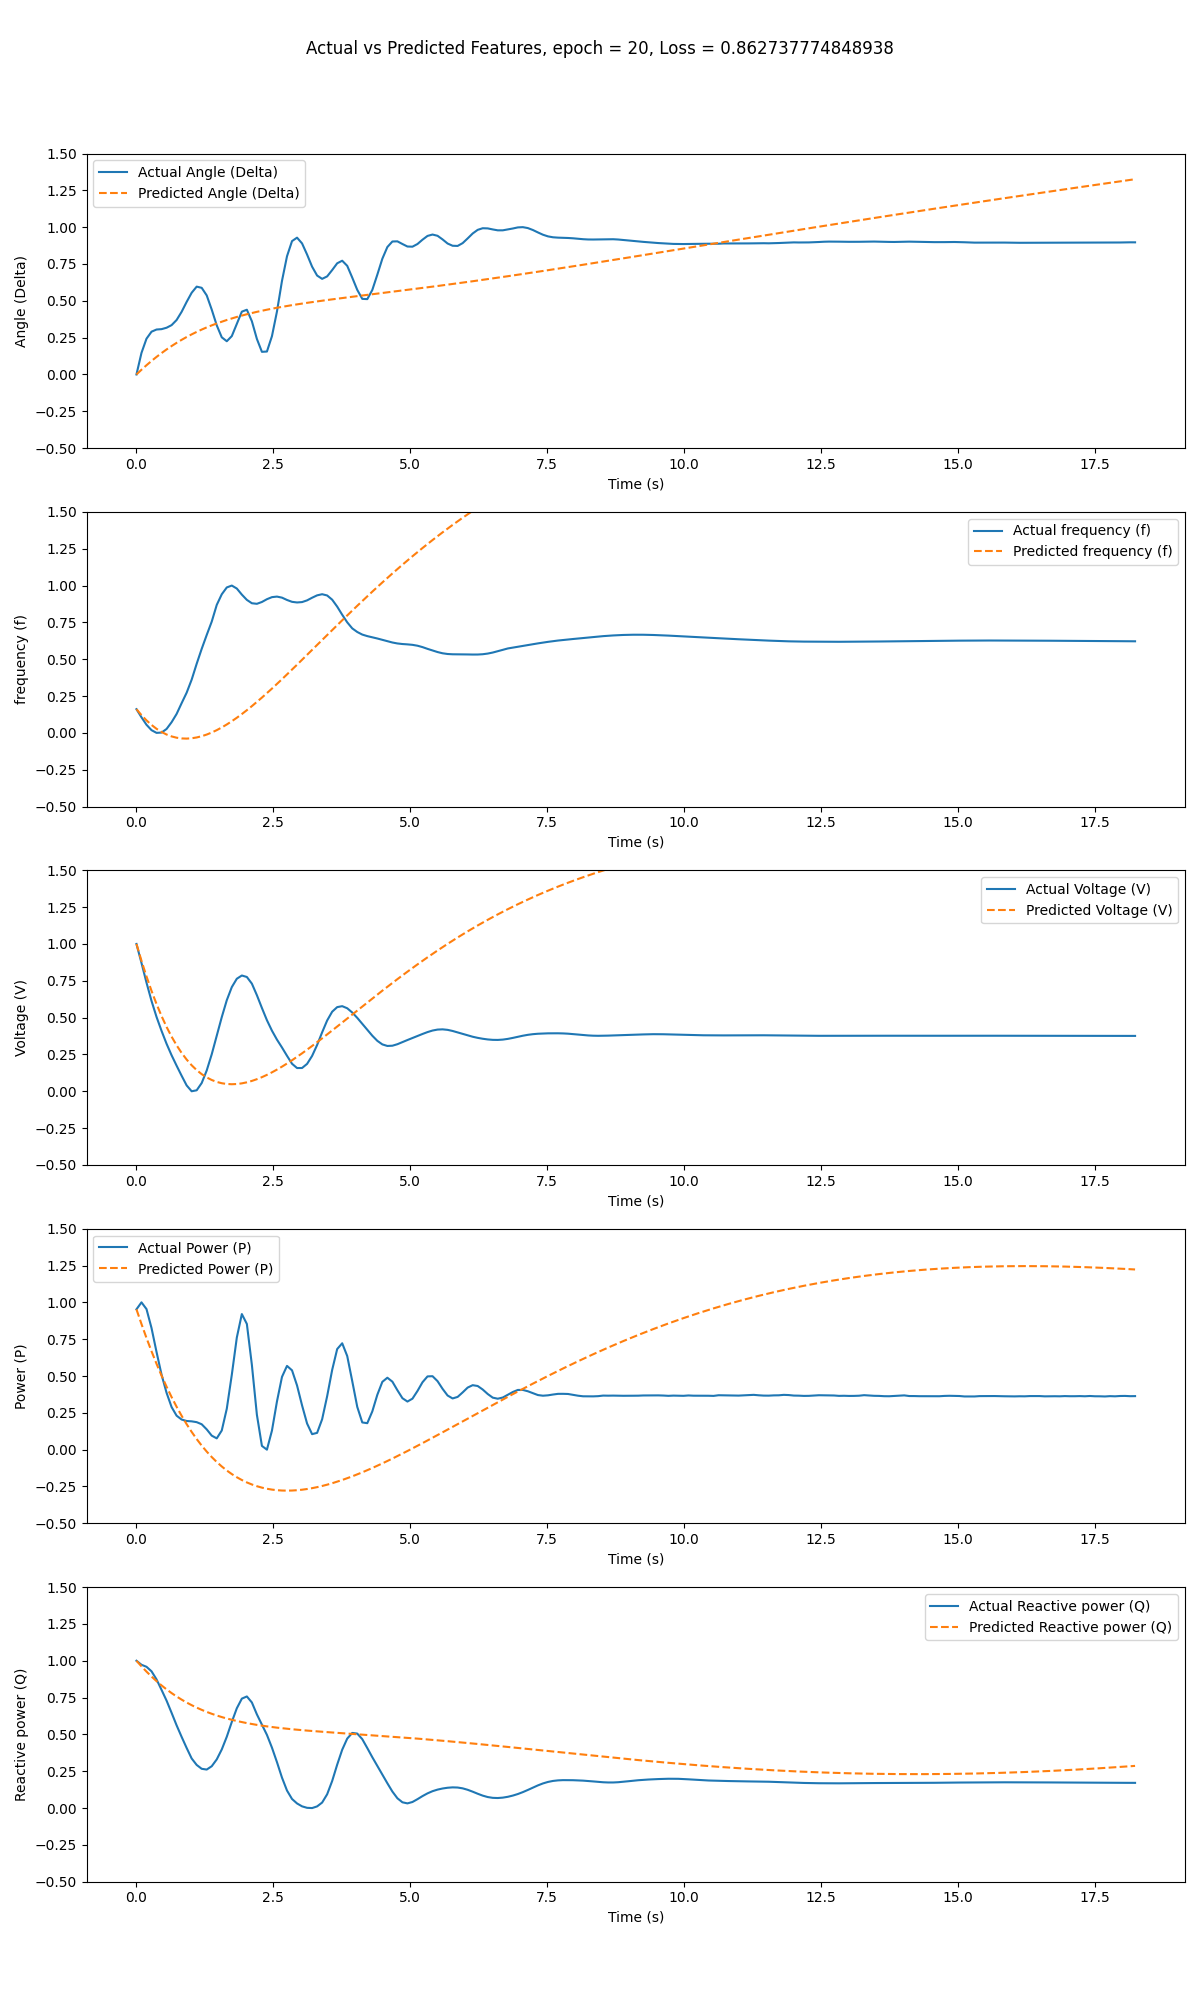 Actual vs Predicted Features, epoch = 20, Loss = 0.862737774848938
1.50
1.25
1.00
0.75
0.50
0.25
0.00
−0.25
−0.50
Angle (Delta)
Actual Angle (Delta)
Predicted Angle (Delta)
0.0 2.5 5.0 7.5 10.0 12.5 15.0 17.5
Time (s)
1.50
1.25
1.00
0.75
0.50
0.25
0.00
−0.25
−0.50
frequency (f)
Actual frequency (f)
Predicted frequency (f)
0.0 2.5 5.0 7.5 10.0 12.5 15.0 17.5
Time (s)
1.50
1.25
1.00
0.75
0.50
0.25
0.00
−0.25
−0.50
Voltage (V)
Actual Voltage (V)
Predicted Voltage (V)
0.0 2.5 5.0 7.5 10.0 12.5 15.0 17.5
Time (s)
1.50
1.25
1.00
0.75
0.50
0.25
0.00
−0.25
−0.50
Power (P)
Actual Power (P)
Predicted Power (P)
0.0 2.5 5.0 7.5 10.0 12.5 15.0 17.5
Time (s)
1.50
1.25
1.00
0.75
0.50
0.25
0.00
−0.25
−0.50
Reactive power (Q)
Actual Reactive power (Q)
Predicted Reactive power (Q)
0.0 2.5 5.0 7.5 10.0 12.5 15.0 17.5
Time (s)